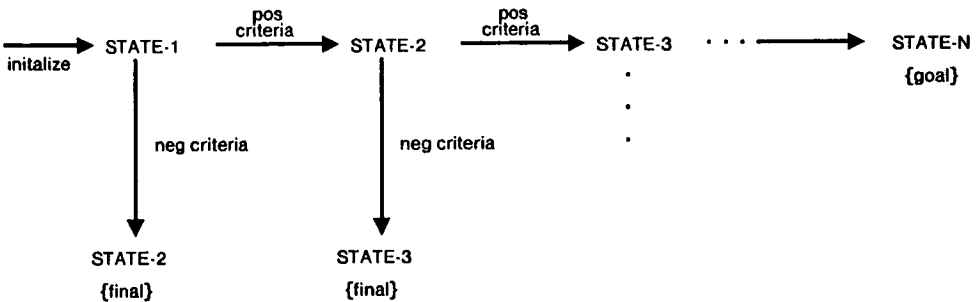 pos
criteria
pos
criteria
STATE-1
STATE-2
STATE-3
. . .
STATE-N
initalize
{goal}
neg criteria
neg criteria
STATE-2
STATE-3
{final}
{final}